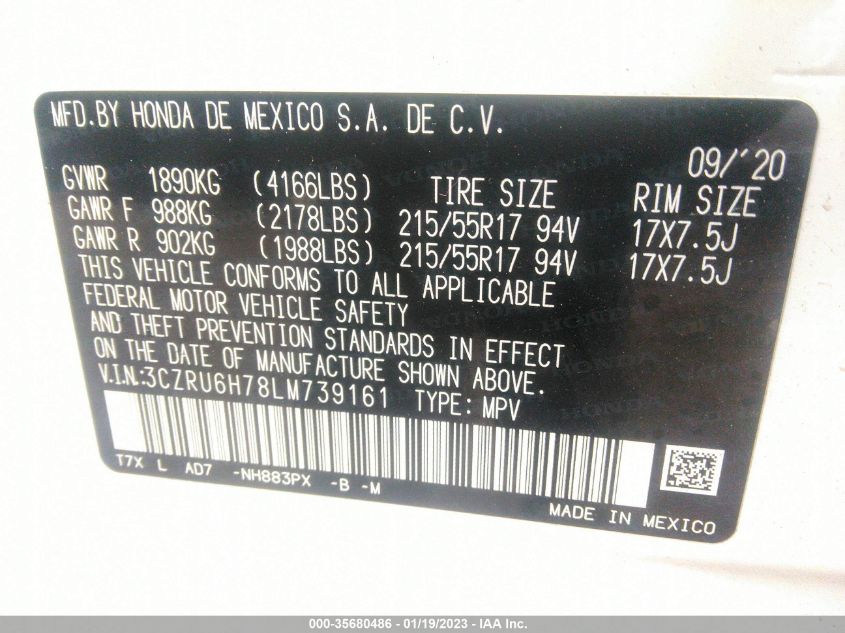 MFD.BY HONDA DE MEXICO S.A. DE C.V.
09/'20
GVWR 1890KG (4166LBS) TIRE SIZE RIM SIZE
GAWR F 988KG (2178LBS) 215/55R17 94V 17X7.5J
GAWR R 902KG (1988LBS) 215/55R17 94V 17X7.5J
THIS VEHICLE CONFORMS TO ALL APPLICABLE
FEDERAL MOTOR VEHICLE SAFETY
AND THEFT PREVENTION STANDARDS IN EFFECT
ON THE DATE OF MANUFACTURE SHOWN ABOVE.
V.I.N.:3CZRU6H78LM739161 TYPE: MPV
T7X L AD7 -NH883PX -B -M
MADE IN MEXICO
000-35680486 - 01/19/2023 - IAA Inc.